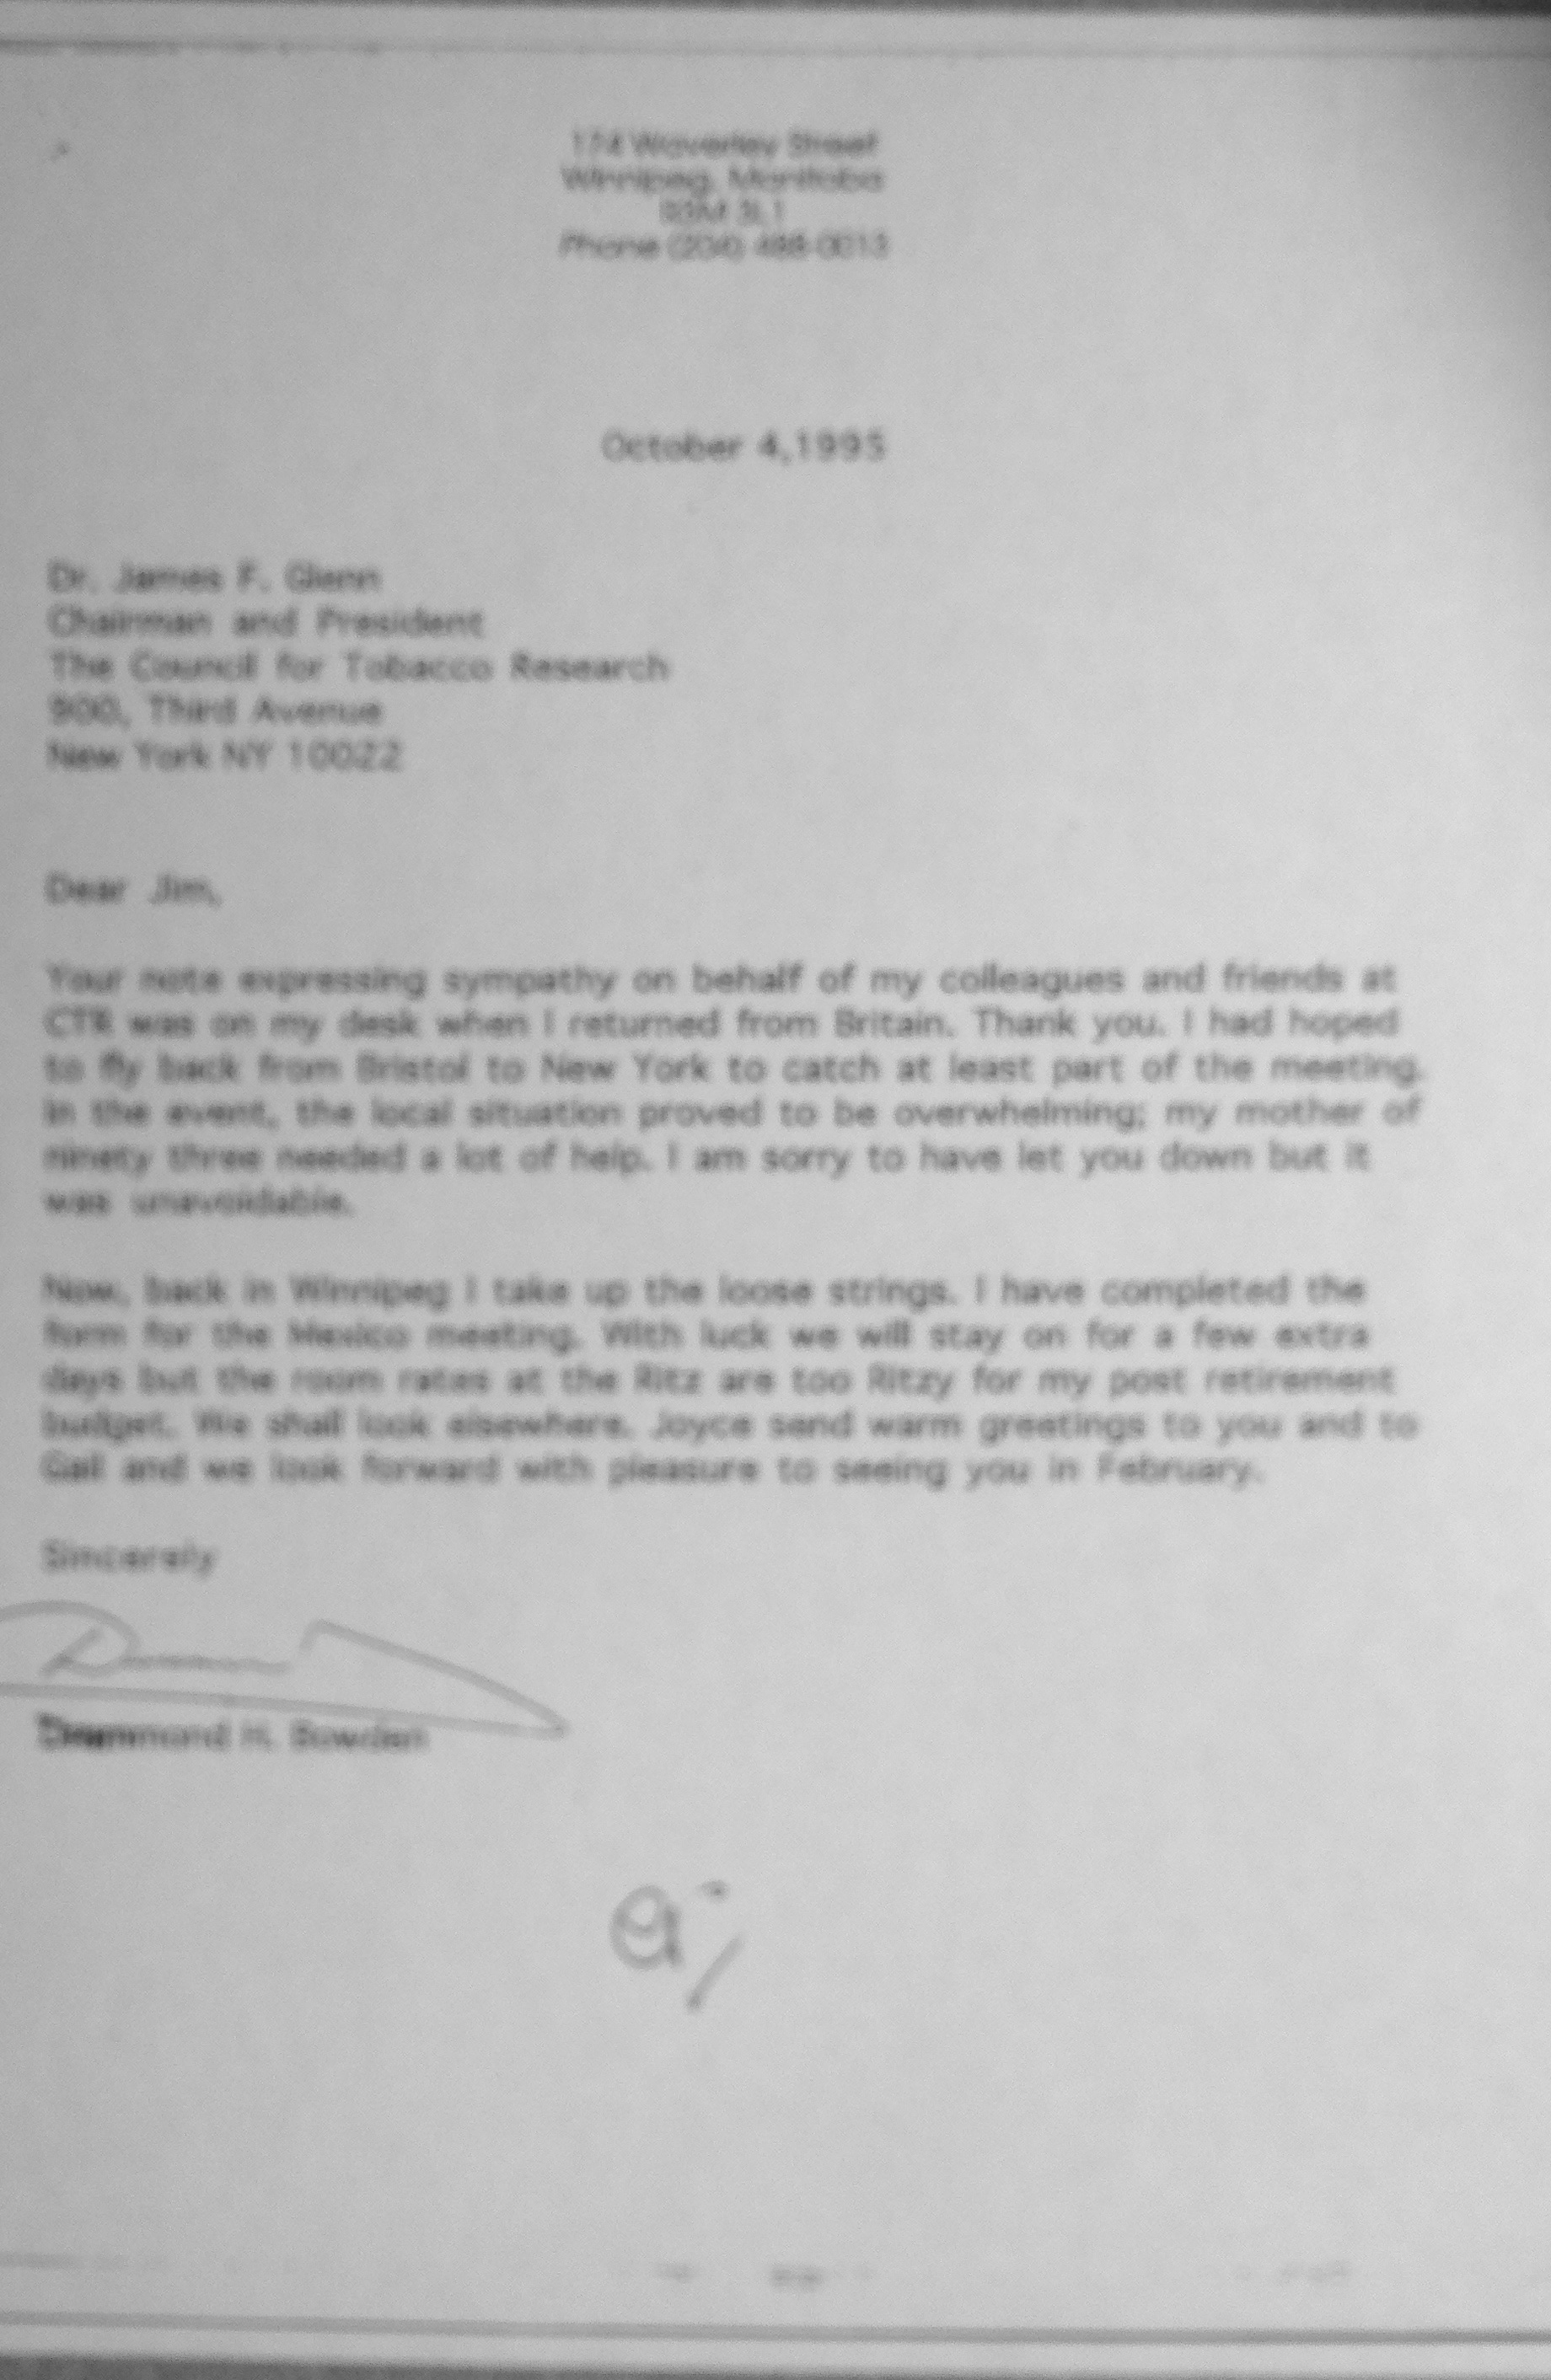 174 Waverley Street
Winnipeg, Manitoba
R3M 3L1
Phone (204) 488-0013
October 4,1995
Dr. James F. Glenn
Chairman and President
The Council for Tobacco Research
900, Third Avenue
New York NY 10022
Dear Jim,
Your note expressing sympathy on behalf of my colleagues and friends at
CTR was on my desk when I returned from Britain. Thank you. I had hoped
to fly back from Bristol to New York to catch at least part of the meeting.
In the event, the local situation proved to be overwhelming; my mother of
ninety three needed a lot of help. I am sorry to have let you down but it
was unavoidable.
Now, back in Winnipeg I take up the loose strings. I have completed the
form for the Mexico meeting. With luck we will stay on for a few extra
days but the room rates at the Ritz are too Ritzy for my post retirement
budget. We shall look elsewhere. Joyce send warm greetings to you and to
Gail and we look forward with pleasure to seeing you in February.
Sincerely
Drummond H. Bowden